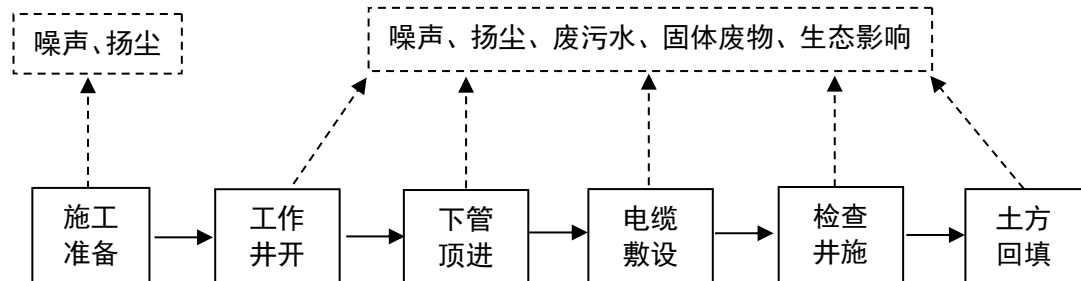 噪声、扬尘
噪声、扬尘、废污水、固体废物、生态影响
施工
准备
工作
井开
下管
顶进
电缆
敷设
检查
井施
土方
回填